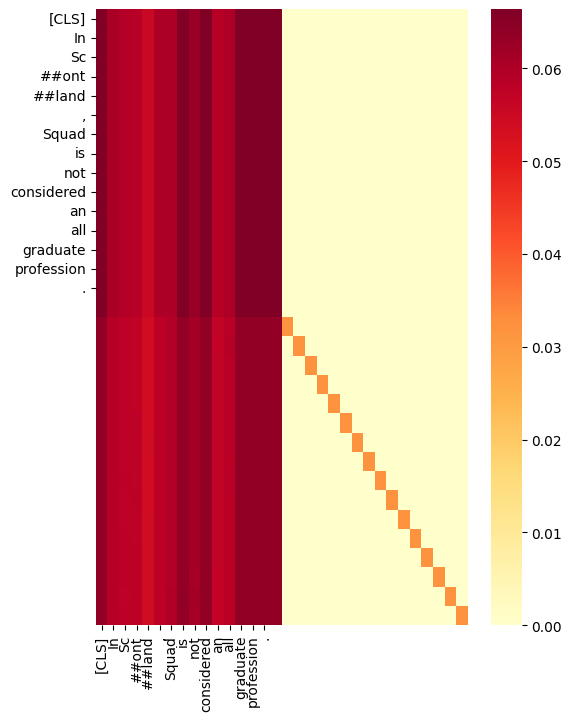 [CLS]
In
Sc
##ont
##land
,
Squad
is
not
considered
an
all
graduate
profession
.
0.06
0.05
0.04
0.03
0.02
0.01
0.00
[CLS]
In
Sc
##ont
##land
,
Squad
is
not
considered
an
all
graduate
profession
.